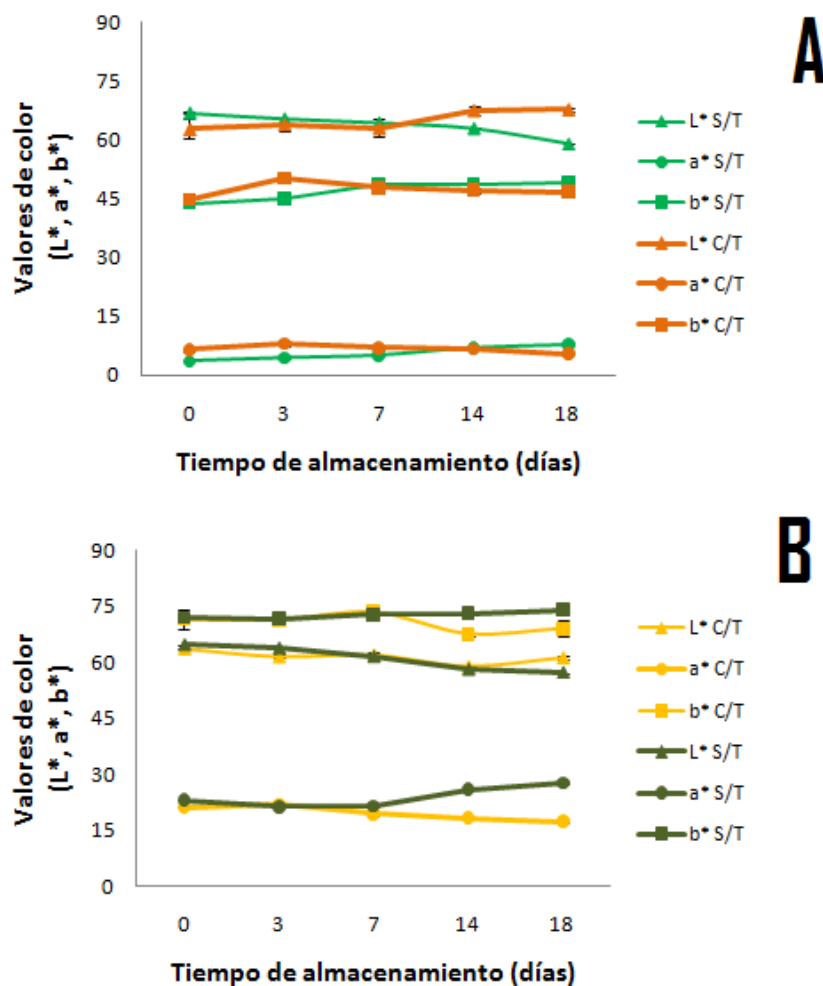 A
90
75
60
45
30
15
0
Valores de color
(L*, a*, b*)
0 3 7 14 18
Tiempo de almacenamiento (días)
L* S/T
a* S/T
b* S/T
L* C/T
a* C/T
b* C/T
B
90
75
60
45
30
15
0
Valores de color
(L*, a*, b*)
0 3 7 14 18
Tiempo de almacenamiento (días)
L* C/T
a* C/T
b* C/T
L* S/T
a* S/T
b* S/T